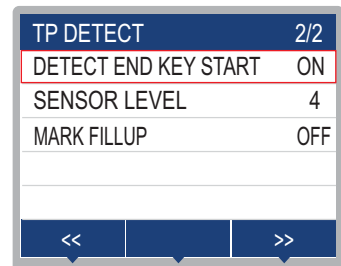 TP DETECT 2/2
DETECT END KEY START ON
SENSOR LEVEL 4
MARK FILLUP OFF
<< >>